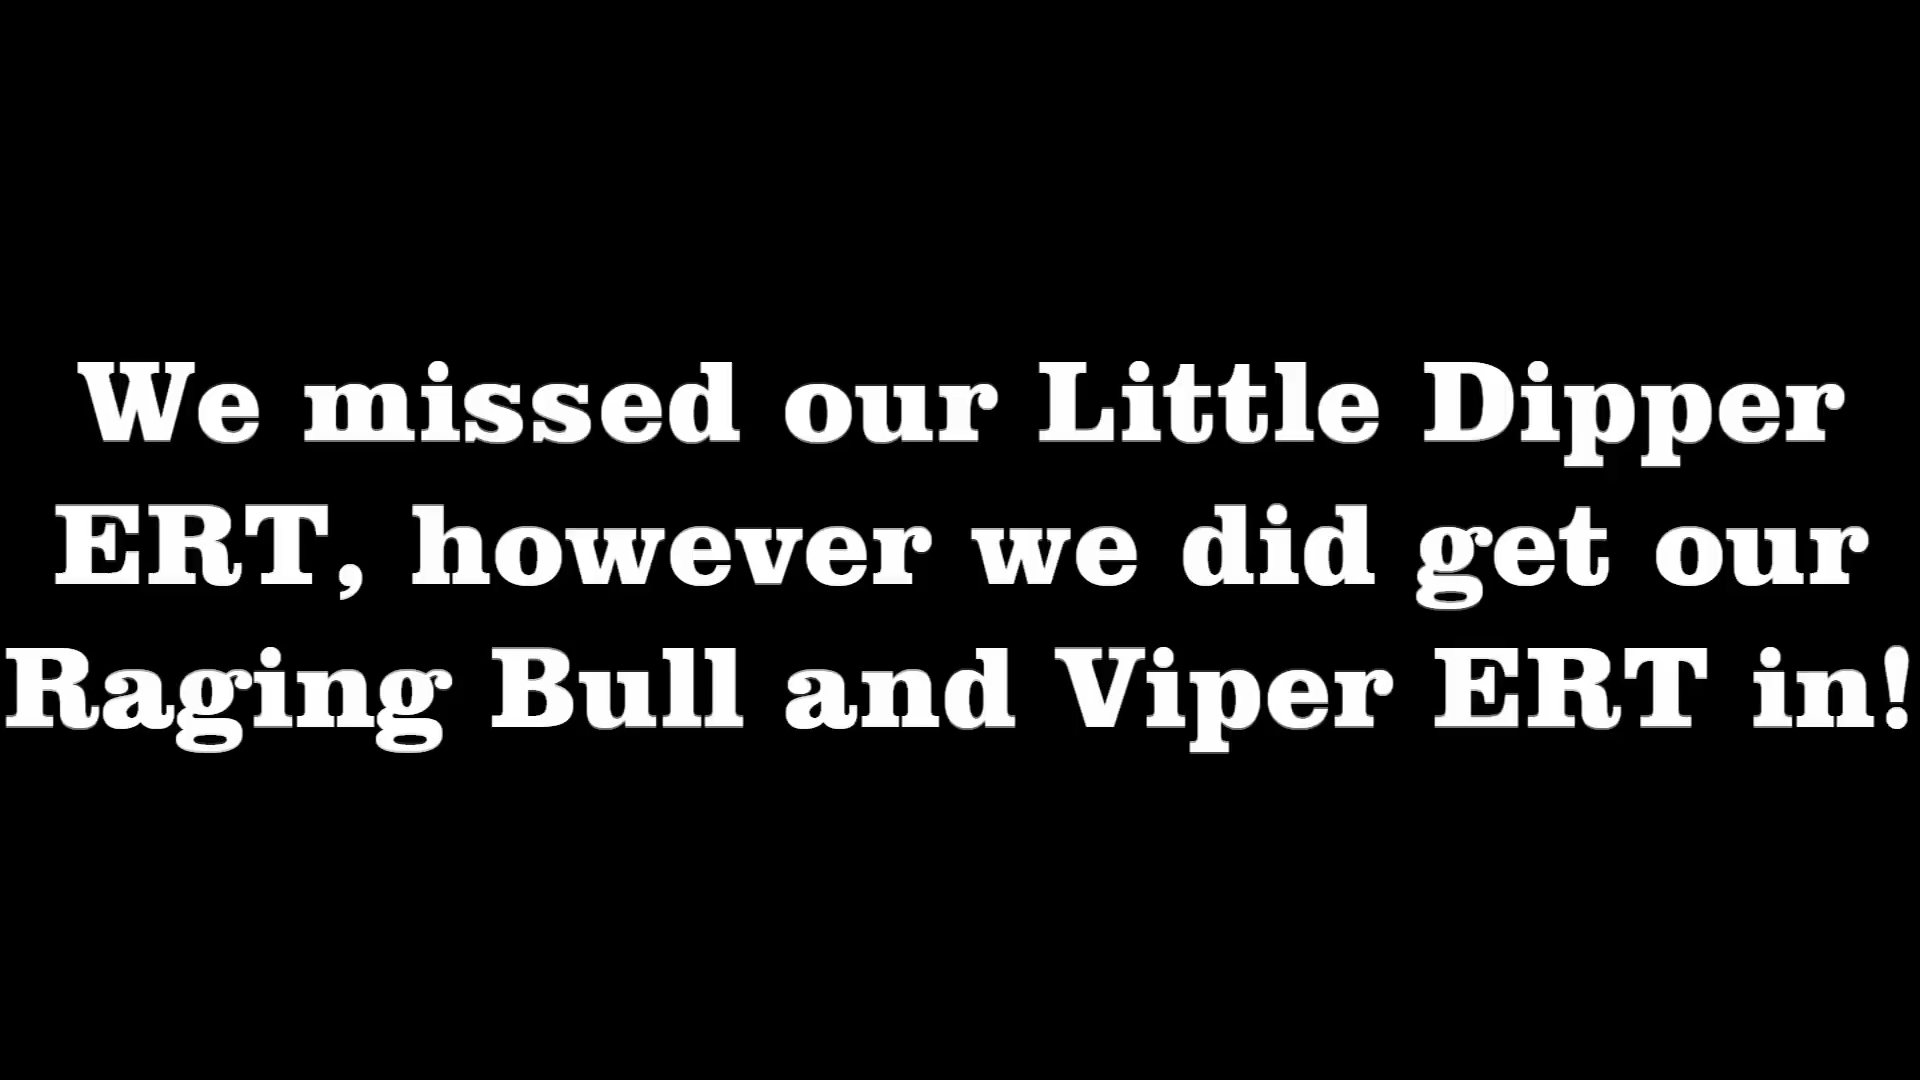 We missed our Little Dipper
ERT, however we did get our
Raging Bull and Viper ERT in!